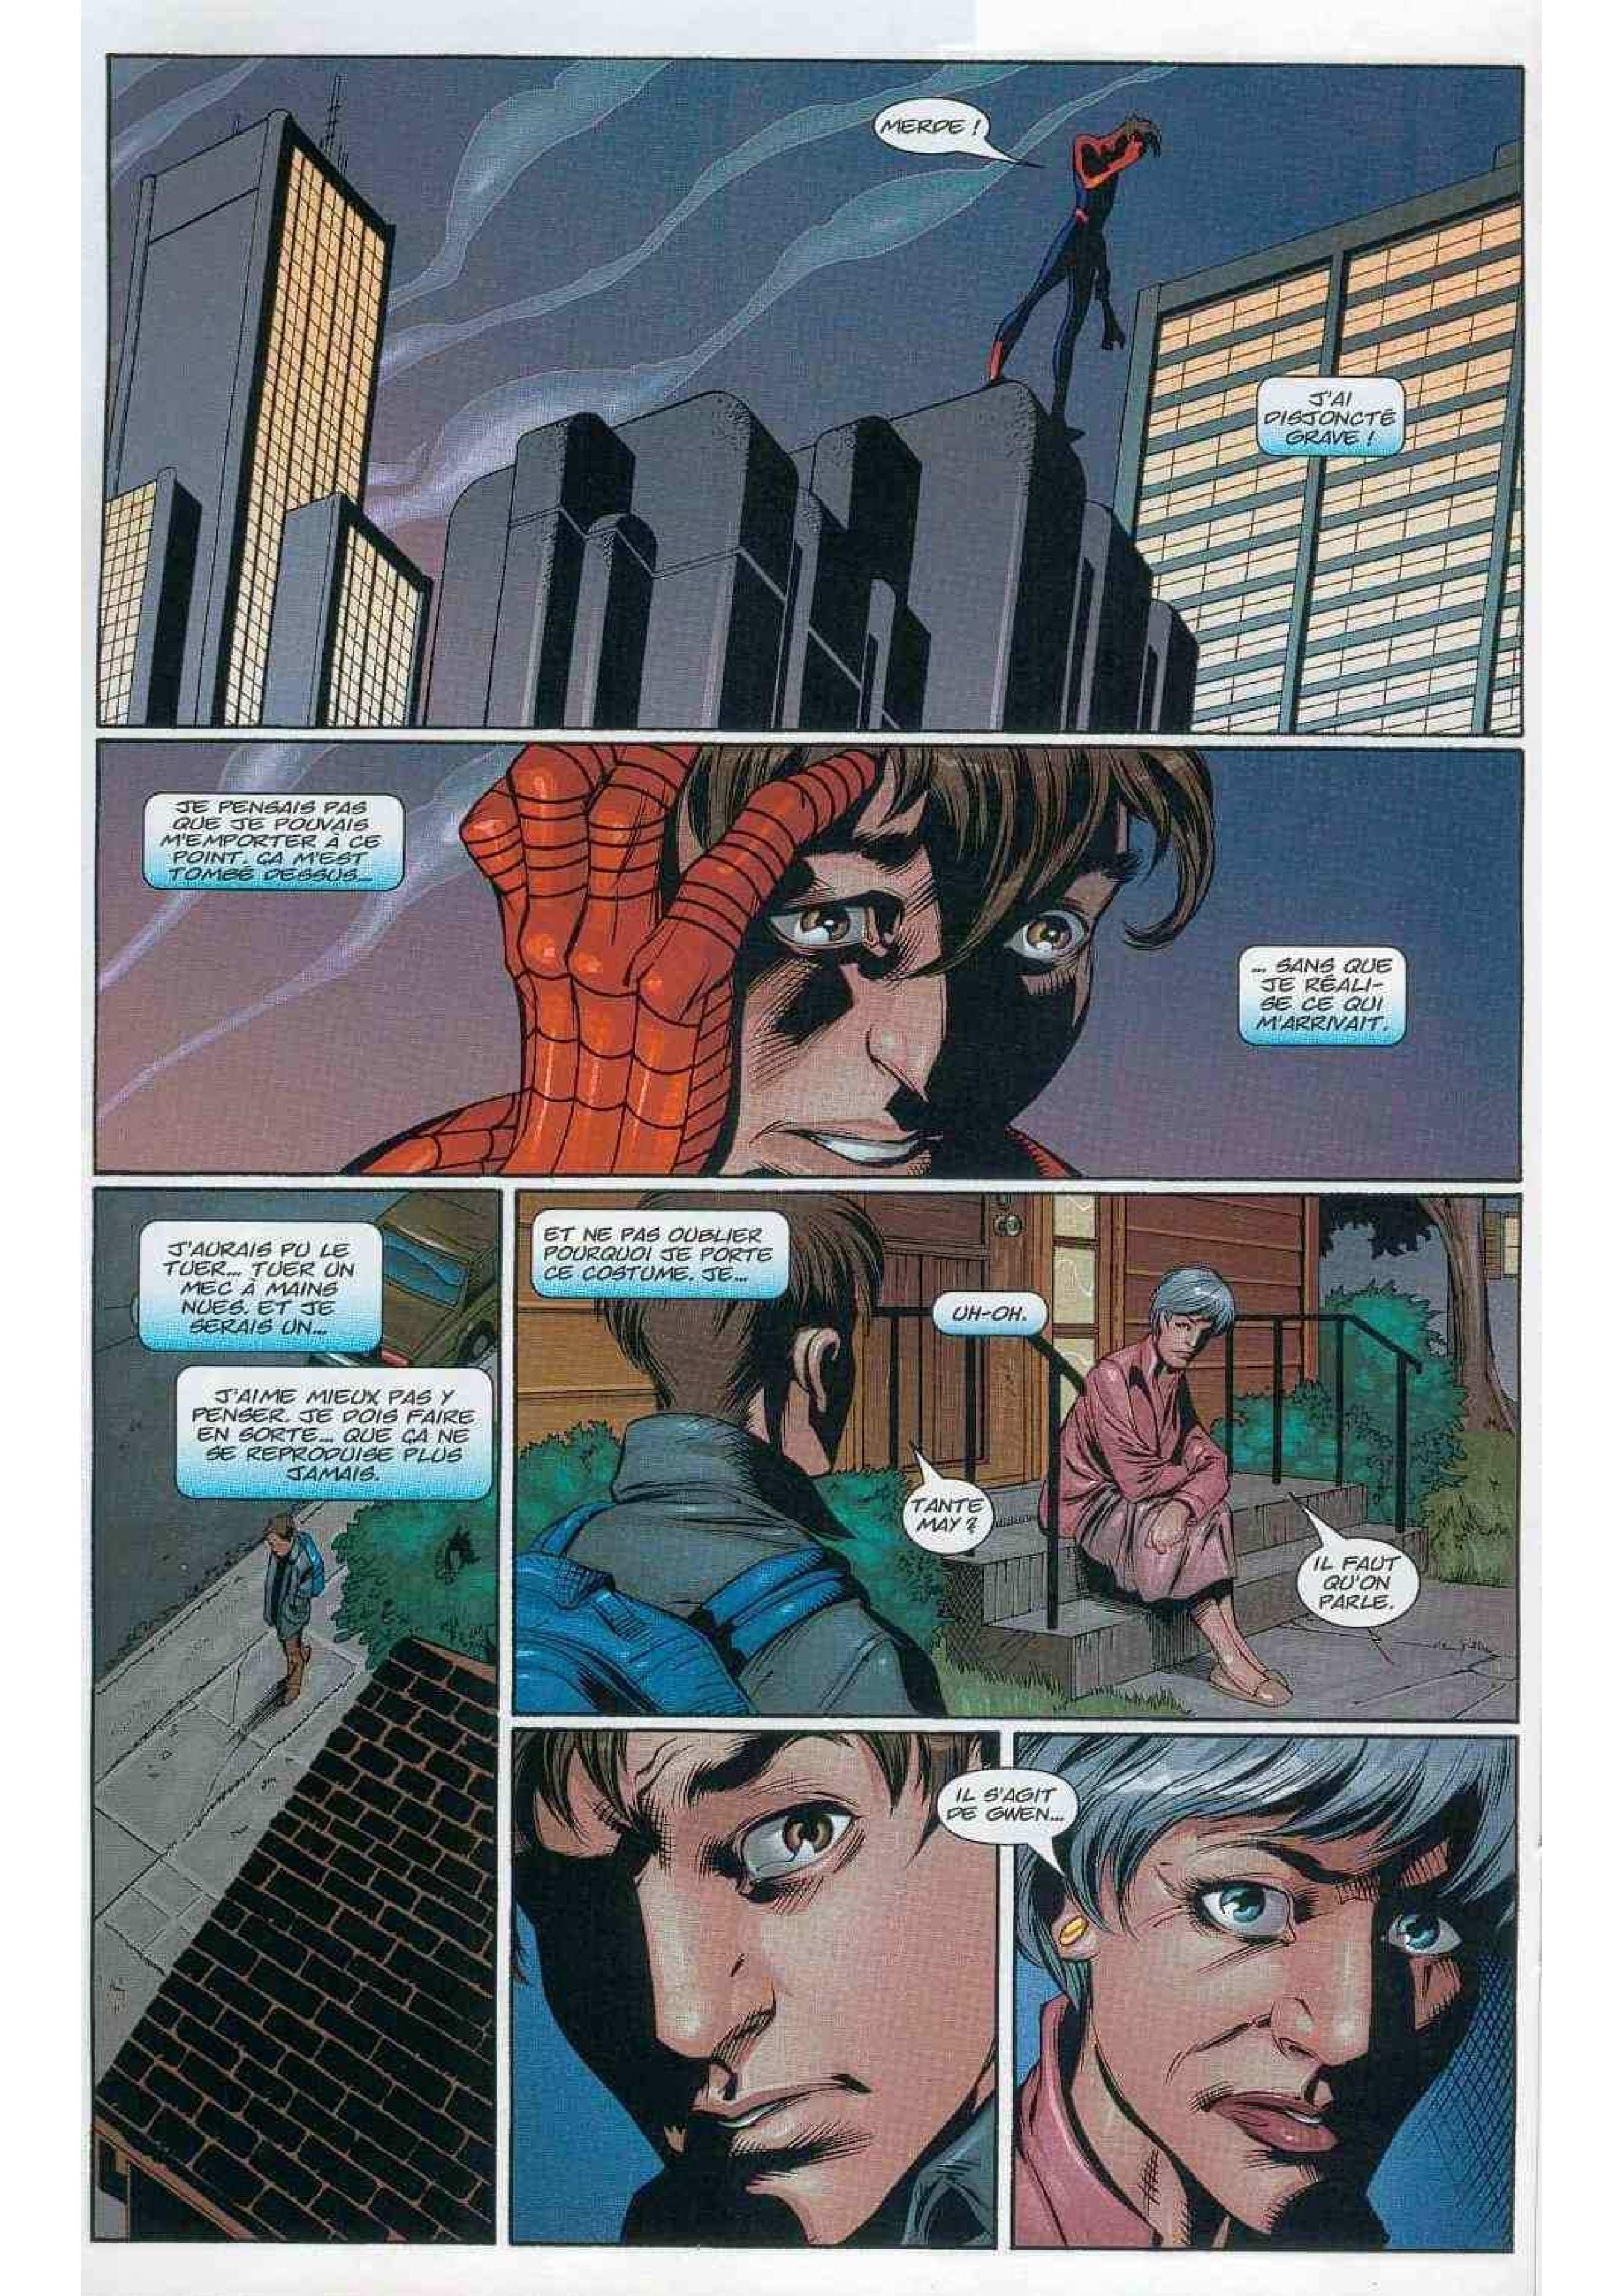 MERDE !
J'AI
DISJONCTÉ
GRAVE !
JE PENSAIS PAS
QUE JE POUVAIS
M'EMPORTER À CE
POINT. ÇA M'EST
TOMBÉ DESSUS...
... SANS QUE
JE RÉALI-
SE CE QUI
M'ARRIVAIT.
J'AURAIS PU LE
TUER... TUER UN
MEC À MAINS
NUES. ET JE
SERAIS UN...
J'AIME MIEUX PAS Y
PENSER. JE DOIS FAIRE
EN SORTE... QUE ÇA NE
SE REPRODUISE PLUS
JAMAIS.
ET NE PAS OUBLIER
POURQUOI JE PORTE
CE COSTUME. JE...
UH-OH.
TANTE
MAY ?
IL FAUT
QU'ON
PARLE.
IL S'AGIT
DE GWEN...